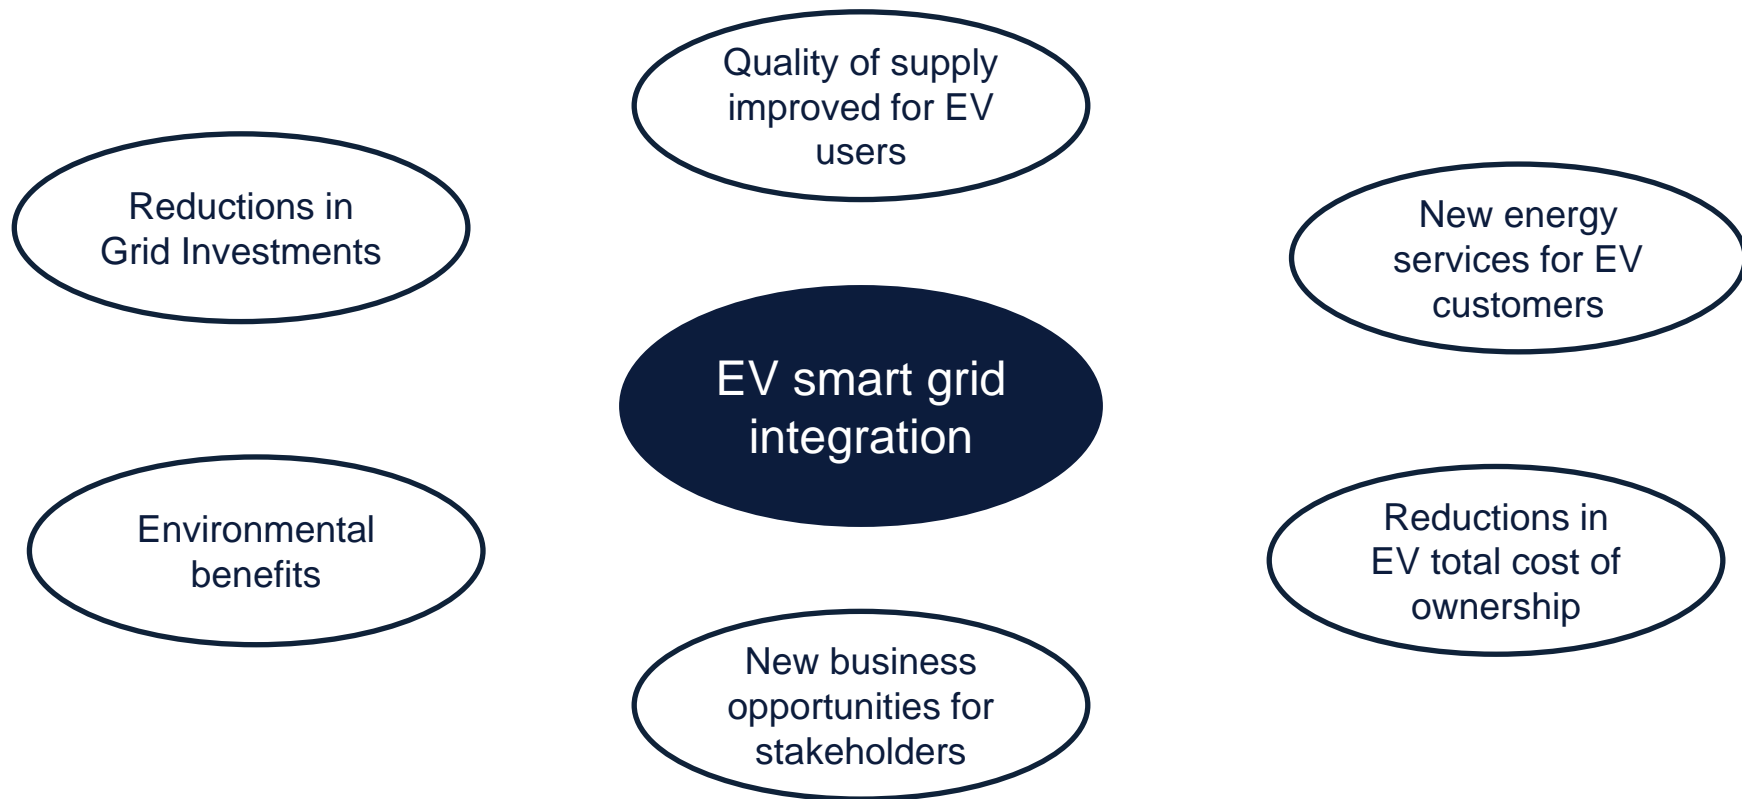 Quality of supply
improved for EV
users
Reductions in
Grid Investments
New energy
services for EV
customers
EV smart grid
integration
Environmental
benefits
Reductions in
EV total cost of
ownership
New business
opportunities for
stakeholders